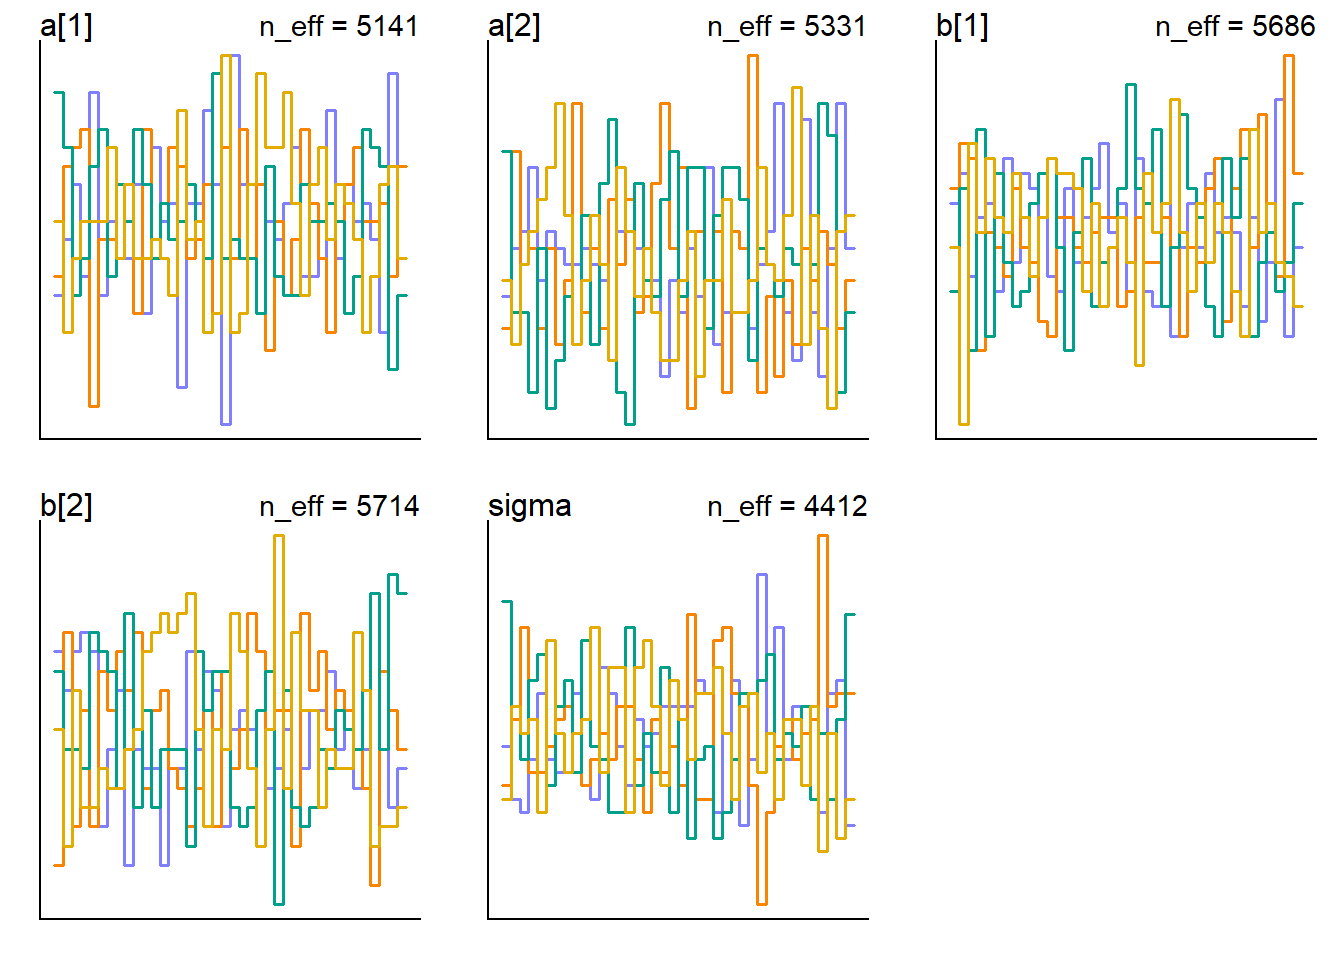 a[1] n_eff = 5141
a[2] n_eff = 5331
b[1] n_eff = 5686
b[2] n_eff = 5714
sigma n_eff = 4412